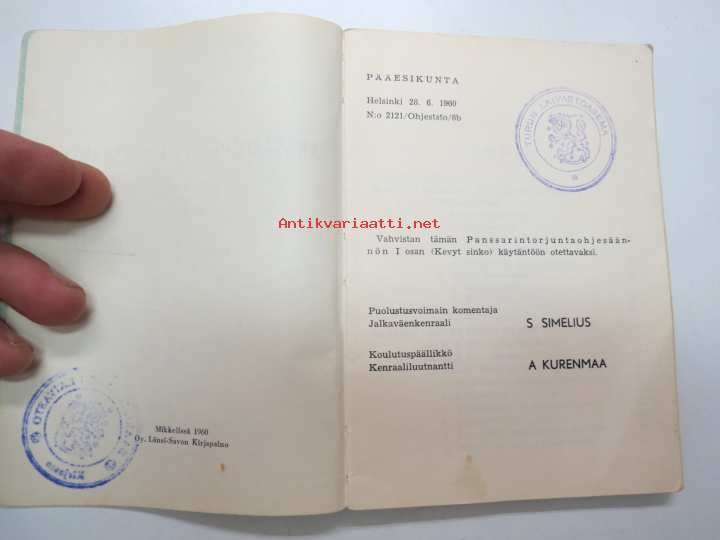 Mikkelissä 1960
Oy. Länsi-Savon Kirjapaino
Kirjasto
PÄÄESIKUNTA
Helsinki 28. 6. 1960
N:o 2121/Ohjeststo/8b
TURUN LAIVASTOASEMA
Antikvariaatti.net
Vahvistan tämän Panssarintorjuntaohjesään-
nön I osan (Kevyt sinko) käytäntöön otettavaksi.
Puolustusvoimain komentaja
Jalkaväenkenraali S SIMELIUS
Koulutuspäällikkö
Kenraaliluutnantti A KURENMAA